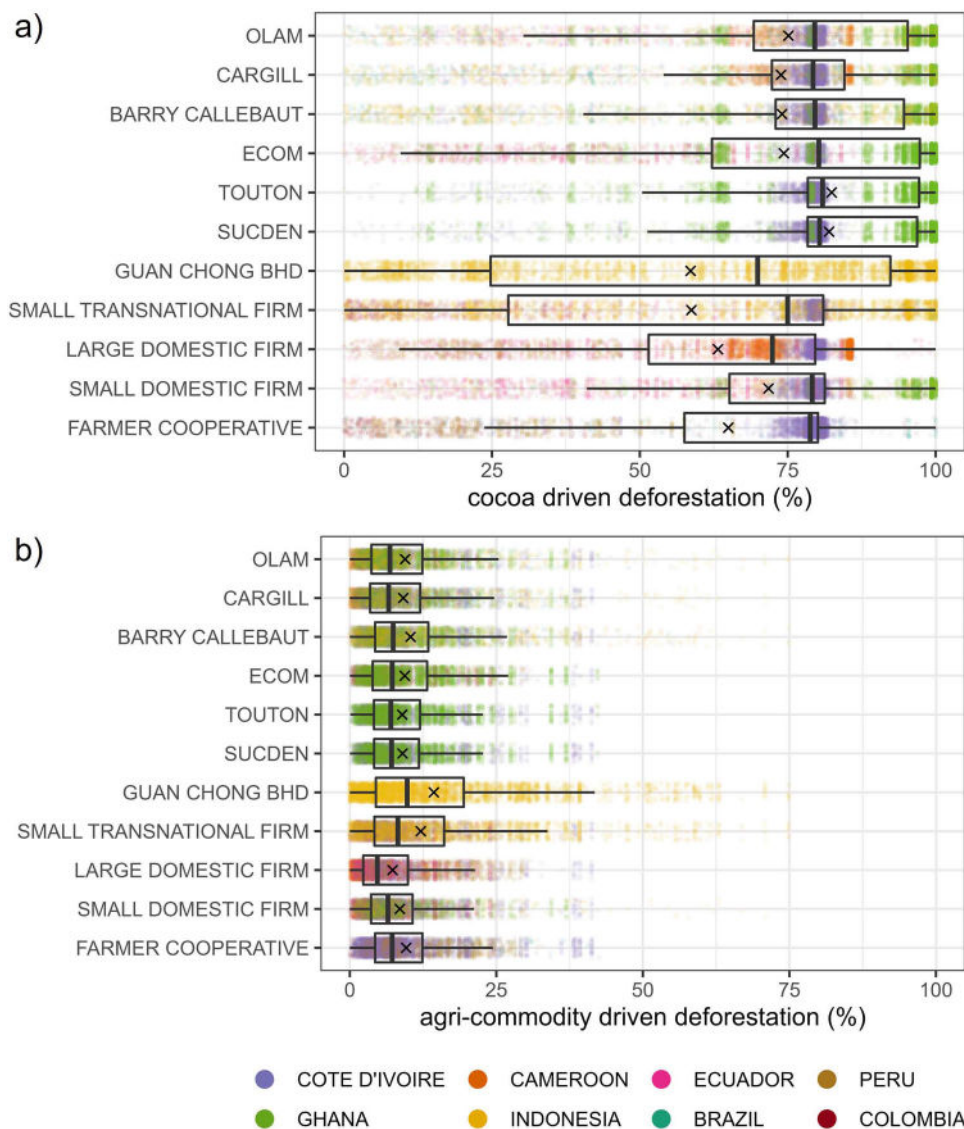 a)
OLAM
CARGILL
BARRY CALLEBAUT
ECOM
TOUTON
SUCDEN
GUAN CHONG BHD
SMALL TRANSNATIONAL FIRM
LARGE DOMESTIC FIRM
SMALL DOMESTIC FIRM
FARMER COOPERATIVE
0 25 50 75 100
cocoa driven deforestation (%)
b)
OLAM
CARGILL
BARRY CALLEBAUT
ECOM
TOUTON
SUCDEN
GUAN CHONG BHD
SMALL TRANSNATIONAL FIRM
LARGE DOMESTIC FIRM
SMALL DOMESTIC FIRM
FARMER COOPERATIVE
0 25 50 75 100
agri-commodity driven deforestation (%)
COTE D'IVOIRE CAMEROON ECUADOR PERU
GHANA INDONESIA BRAZIL COLOMBIA